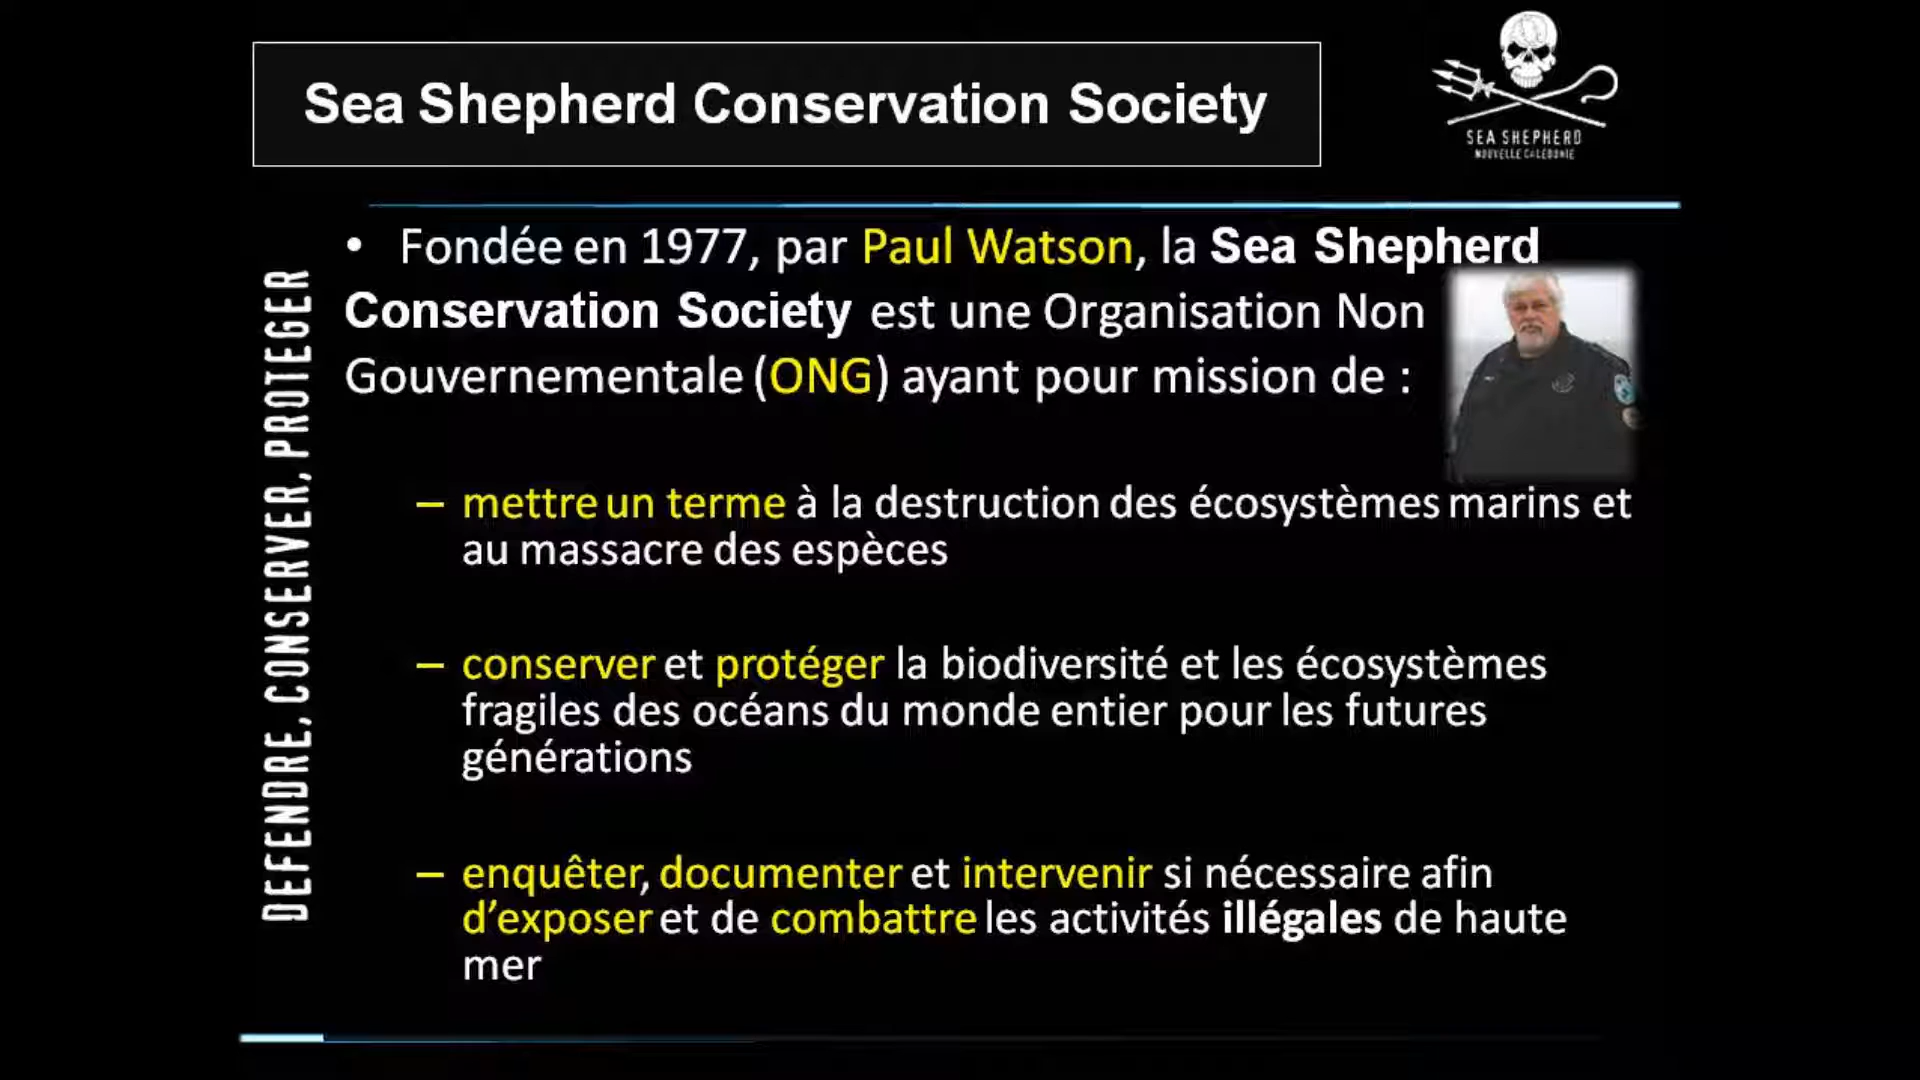 Sea Shepherd Conservation Society
SEA SHEPHERD
NOUVELLE CALEDONIE
DEFENDRE, CONSERVER, PROTEGER
• Fondée en 1977, par Paul Watson, la Sea Shepherd
Conservation Society est une Organisation Non
Gouvernementale (ONG) ayant pour mission de :
– mettre un terme à la destruction des écosystèmes marins et
au massacre des espèces
– conserver et protéger la biodiversité et les écosystèmes
fragiles des océans du monde entier pour les futures
générations
– enquêter, documenter et intervenir si nécessaire afin
d’exposer et de combattre les activités illégales de haute
mer